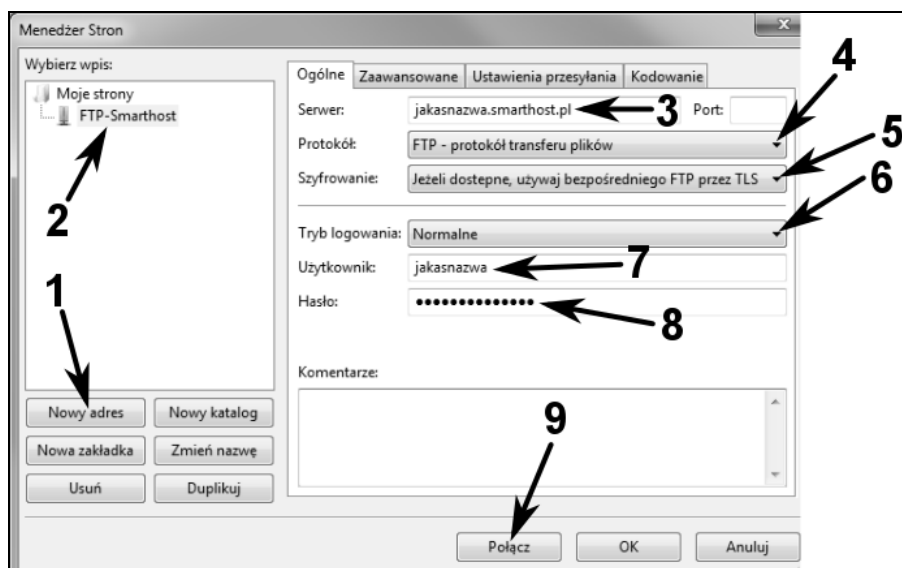 Menedżer Stron
Wybierz wpis:
Moje strony
FTP-Smarthost
2
1
Nowy adres
Nowy katalog
Nowa zakładka
Zmień nazwę
Usuń
Duplikuj
Ogólne
Zaawansowane
Ustawienia przesyłania
Kodowanie
4
Serwer:
jakasnazwa.smarthost.pl
3
Port:
Protokół:
FTP - protokół transferu plików
5
Szyfrowanie:
Jeżeli dostepne, używaj bezpośredniego FTP przez TLS
6
Tryb logowania:
Normalne
Użytkownik:
jakasnazwa
7
Hasło:
••••••••••••••
8
Komentarze:
9
Połącz
OK
Anuluj